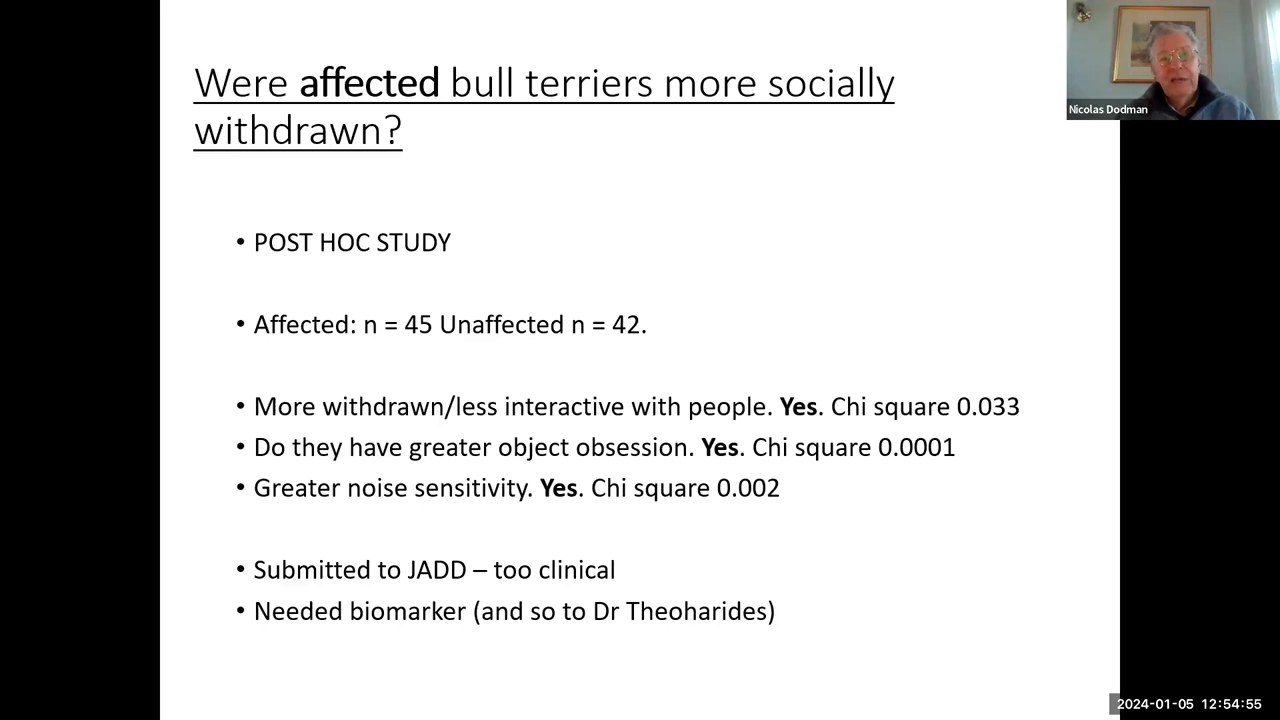 Were affected bull terriers more socially
withdrawn?
• POST HOC STUDY
• Affected: n = 45 Unaffected n = 42.
• More withdrawn/less interactive with people. Yes. Chi square 0.033
• Do they have greater object obsession. Yes. Chi square 0.0001
• Greater noise sensitivity. Yes. Chi square 0.002
• Submitted to JADD – too clinical
• Needed biomarker (and so to Dr Theoharides)
Nicolas Dodman
2024-01-05 12:54:55